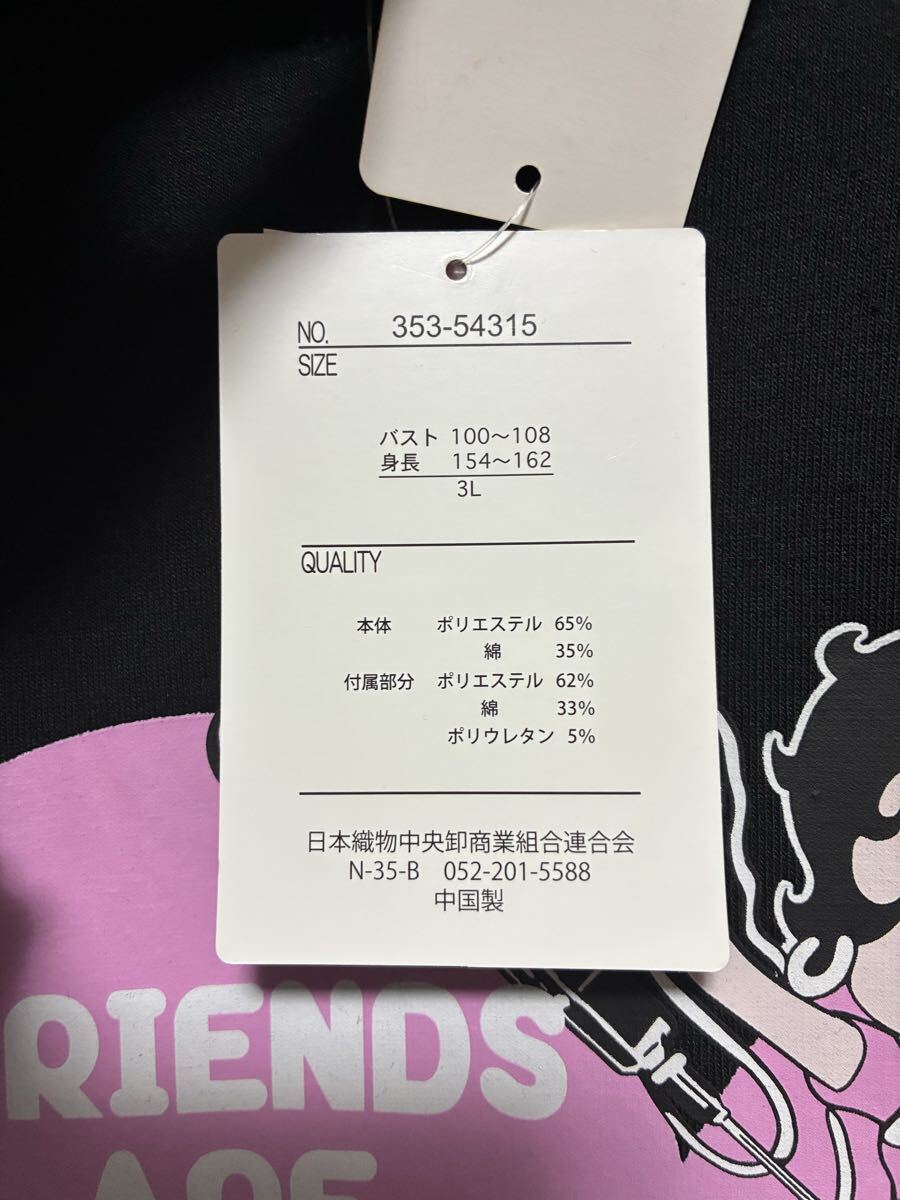 NO. 353-54315
SIZE
バスト 100〜108
身長 154〜162
3L
QUALITY
本体 ポリエステル 65%
綿 35%
付属部分 ポリエステル 62%
綿 33%
ポリウレタン 5%
日本織物中央卸商業組合連合会
N-35-B 052-201-5588
中国製
RIENDS
ARE